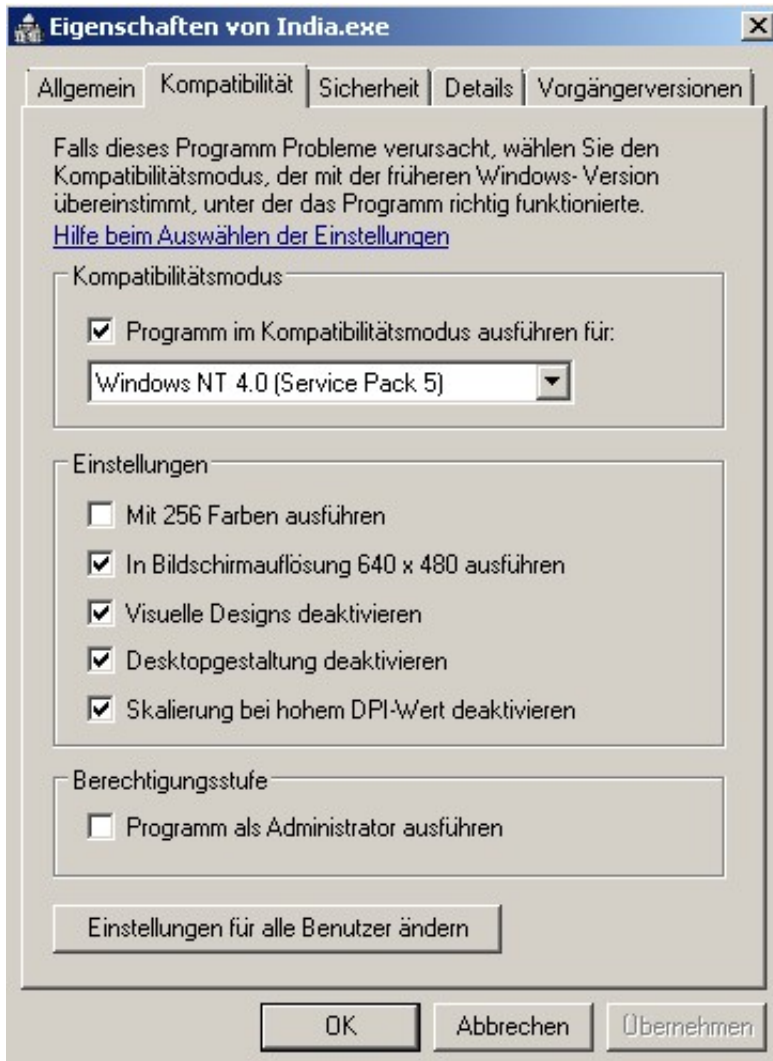 Eigenschaften von India.exe
Allgemein Kompatibilität Sicherheit Details Vorgängerversionen
Falls dieses Programm Probleme verursacht, wählen Sie den
Kompatibilitätsmodus, der mit der früheren Windows- Version
übereinstimmt, unter der das Programm richtig funktionierte.
Hilfe beim Auswählen der Einstellungen
Kompatibilitätsmodus
Programm im Kompatibilitätsmodus ausführen für:
Windows NT 4.0 (Service Pack 5)
Einstellungen
Mit 256 Farben ausführen
In Bildschirmauflösung 640 x 480 ausführen
Visuelle Designs deaktivieren
Desktopgestaltung deaktivieren
Skalierung bei hohem DPI-Wert deaktivieren
Berechtigungsstufe
Programm als Administrator ausführen
Einstellungen für alle Benutzer ändern
OK Abbrechen Übernehmen